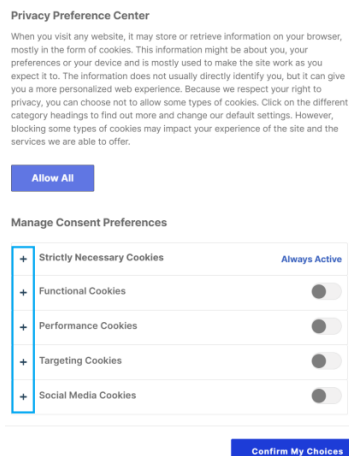 Privacy Preference Center
When you visit any website, it may store or retrieve information on your browser,
mostly in the form of cookies. This information might be about you, your
preferences or your device and is mostly used to make the site work as you
expect it to. The information does not usually directly identify you, but it can give
you a more personalized web experience. Because we respect your right to
privacy, you can choose not to allow some types of cookies. Click on the different
category headings to find out more and change our default settings. However,
blocking some types of cookies may impact your experience of the site and the
services we are able to offer.
Allow All
Manage Consent Preferences
+ Strictly Necessary Cookies Always Active
+ Functional Cookies
+ Performance Cookies
+ Targeting Cookies
+ Social Media Cookies
Confirm My Choices